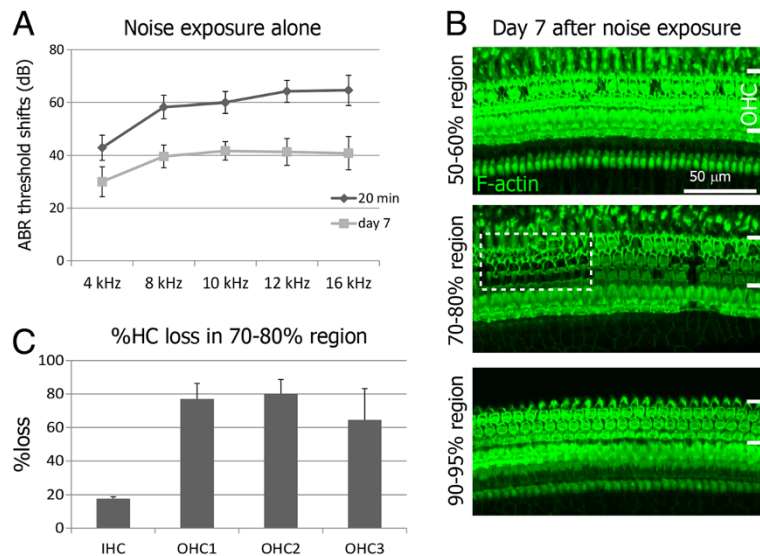 A
Noise exposure alone
ABR threshold shifts (dB)
80
60
40
20
0
20 min
day 7
4 kHz
8 kHz
10 kHz
12 kHz
16 kHz
B
Day 7 after noise exposure
50-60% region
OHC
F-actin
50 µm
70-80% region
90-95% region
C
%HC loss in 70-80% region
%loss
100
80
60
40
20
0
IHC
OHC1
OHC2
OHC3